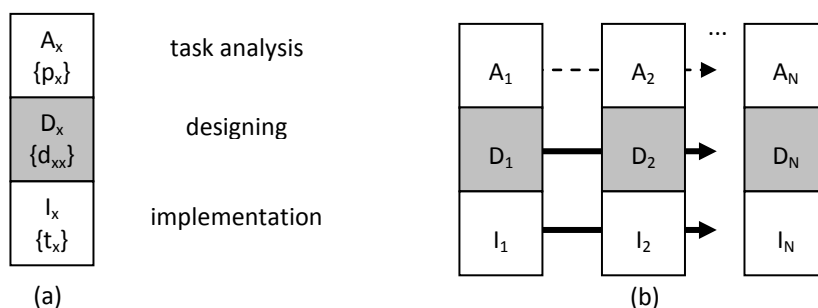 Aₓ
{pₓ}
task analysis
Dₓ
{dₓₓ}
designing
Iₓ
{tₓ}
implementation
(a)
...
A₁ A₂ A_N
D₁ D₂ D_N
I₁ I₂ I_N
(b)